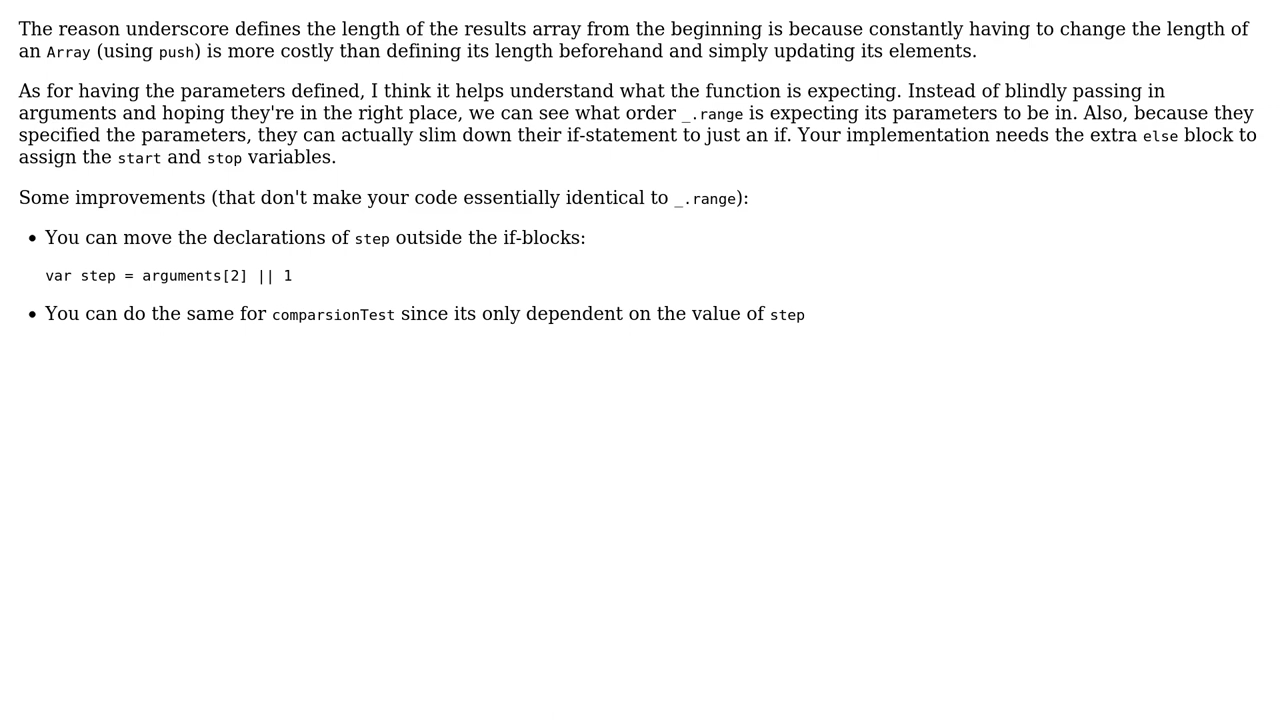 The reason underscore defines the length of the results array from the beginning is because constantly having to change the length of
an Array (using push) is more costly than defining its length beforehand and simply updating its elements.
As for having the parameters defined, I think it helps understand what the function is expecting. Instead of blindly passing in
arguments and hoping they're in the right place, we can see what order _.range is expecting its parameters to be in. Also, because they
specified the parameters, they can actually slim down their if-statement to just an if. Your implementation needs the extra else block to
assign the start and stop variables.
Some improvements (that don't make your code essentially identical to _.range):
• You can move the declarations of step outside the if-blocks:
var step = arguments[2] || 1
• You can do the same for comparsionTest since its only dependent on the value of step